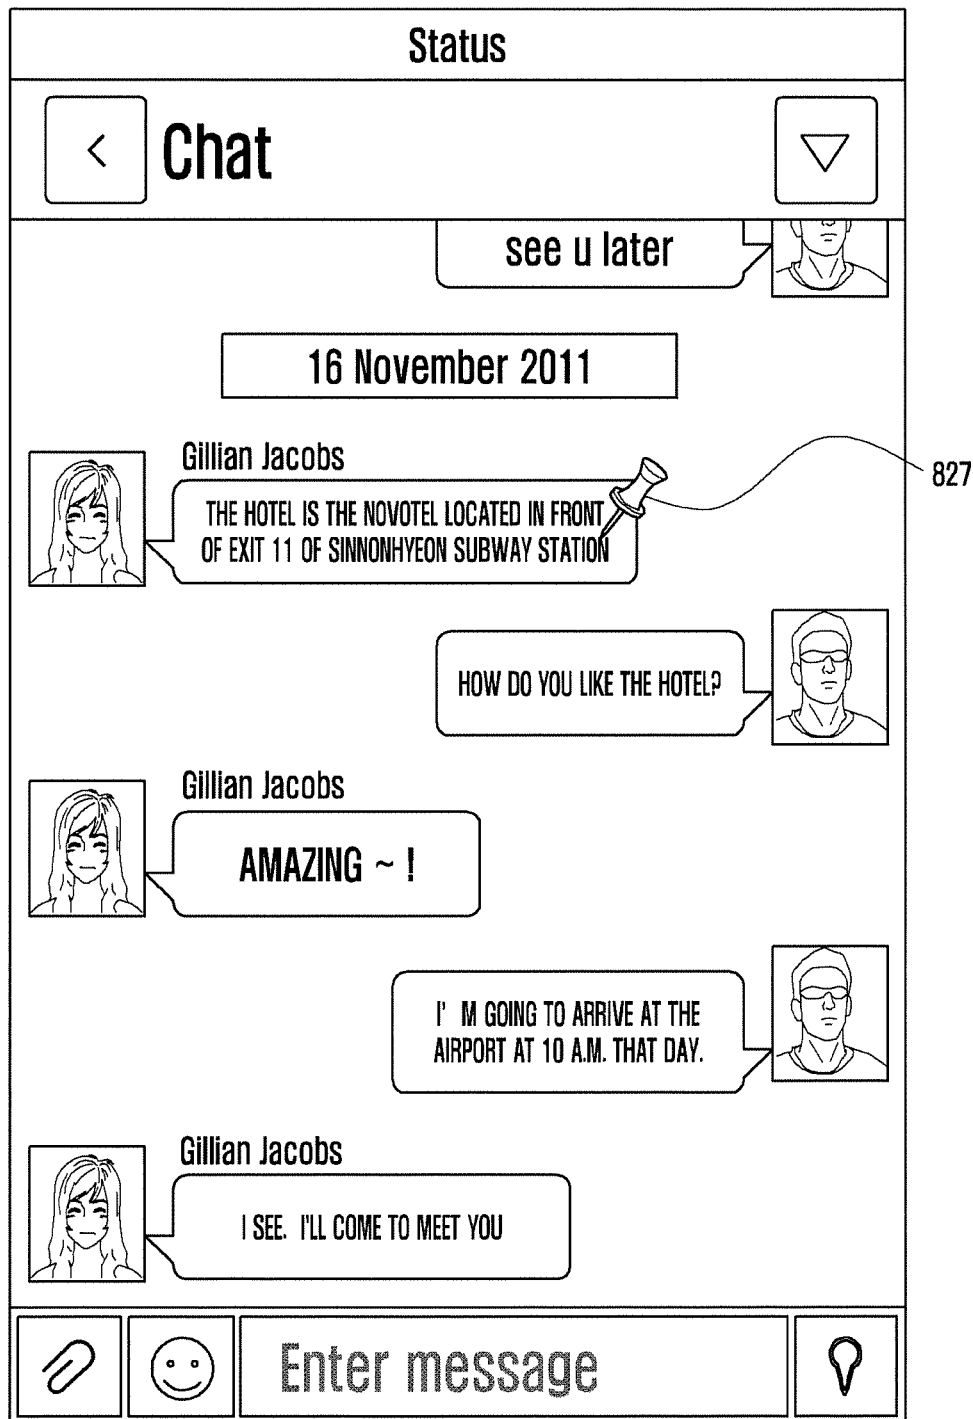 Status
Chat
see u later
16 November 2011
Gillian Jacobs
827
THE HOTEL IS THE NOVOTEL LOCATED IN FRONT
OF EXIT 11 OF SINNONHYEON SUBWAY STATION
HOW DO YOU LIKE THE HOTEL?
Gillian Jacobs
AMAZING ~ !
I' M GOING TO ARRIVE AT THE
AIRPORT AT 10 A.M. THAT DAY.
Gillian Jacobs
I SEE. I'LL COME TO MEET YOU
Enter message